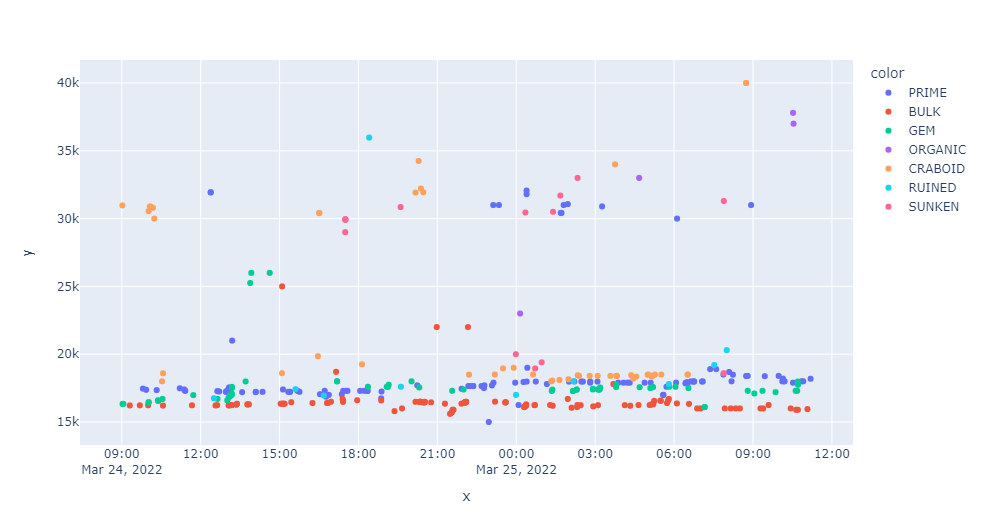 color
PRIME
BULK
GEM
ORGANIC
CRABOID
RUINED
SUNKEN
40k
35k
30k
25k
20k
15k
y
09:00 12:00 15:00 18:00 21:00 00:00 03:00 06:00 09:00 12:00
Mar 24, 2022 Mar 25, 2022
x